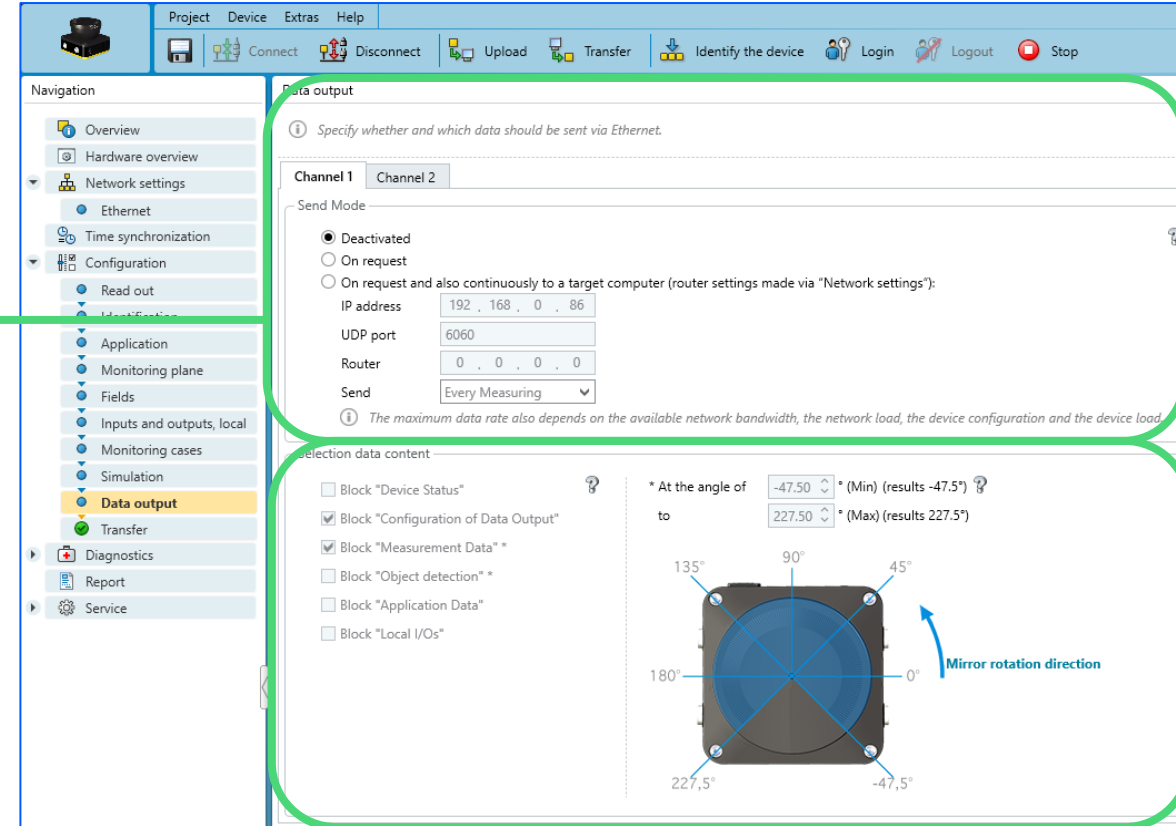 Project Device Extras Help
Connect Disconnect Upload Transfer Identify the device Login Logout Stop
Navigation
Overview
Hardware overview
Network settings
Ethernet
Time synchronization
Configuration
Read out
Identification
Application
Monitoring plane
Fields
Inputs and outputs, local
Monitoring cases
Simulation
Data output
Transfer
Diagnostics
Report
Service
Data output
Specify whether and which data should be sent via Ethernet.
Channel 1 Channel 2
Send Mode
Deactivated
On request
On request and also continuously to a target computer (router settings made via "Network settings"):
IP address 192 . 168 . 0 . 86
UDP port 6060
Router 0 . 0 . 0 . 0
Send Every Measuring
The maximum data rate also depends on the available network bandwidth, the network load, the device configuration and the device load.
Selection data content
Block "Device Status"
Block "Configuration of Data Output"
Block "Measurement Data" *
Block "Object detection" *
Block "Application Data"
Block "Local I/Os"
* At the angle of -47.50 ° (Min) (results -47.5°)
to 227.50 ° (Max) (results 227.5°)
135° 90° 45°
180° 0°
Mirror rotation direction
227,5° -47,5°